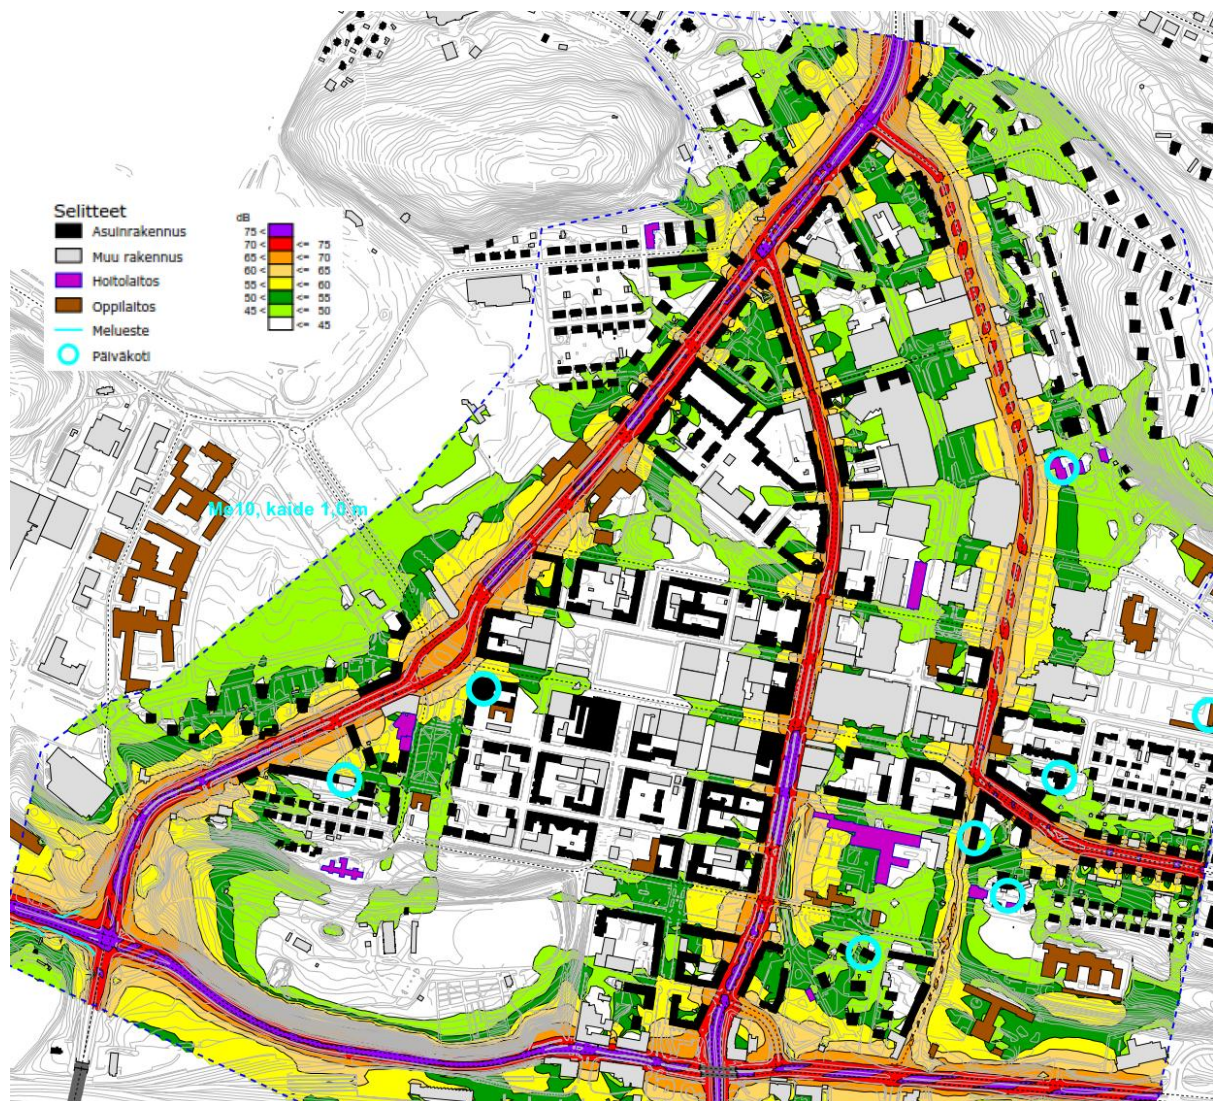 Selitteet
Asuinrakennus
Muu rakennus
Hoitolaitos
Oppilaitos
Melueste
Päiväkoti
dB
75 <
70 < <= 75
65 < <= 70
60 < <= 65
55 < <= 60
50 < <= 55
45 < <= 50
<= 45
Me10, kaide 1,0 m